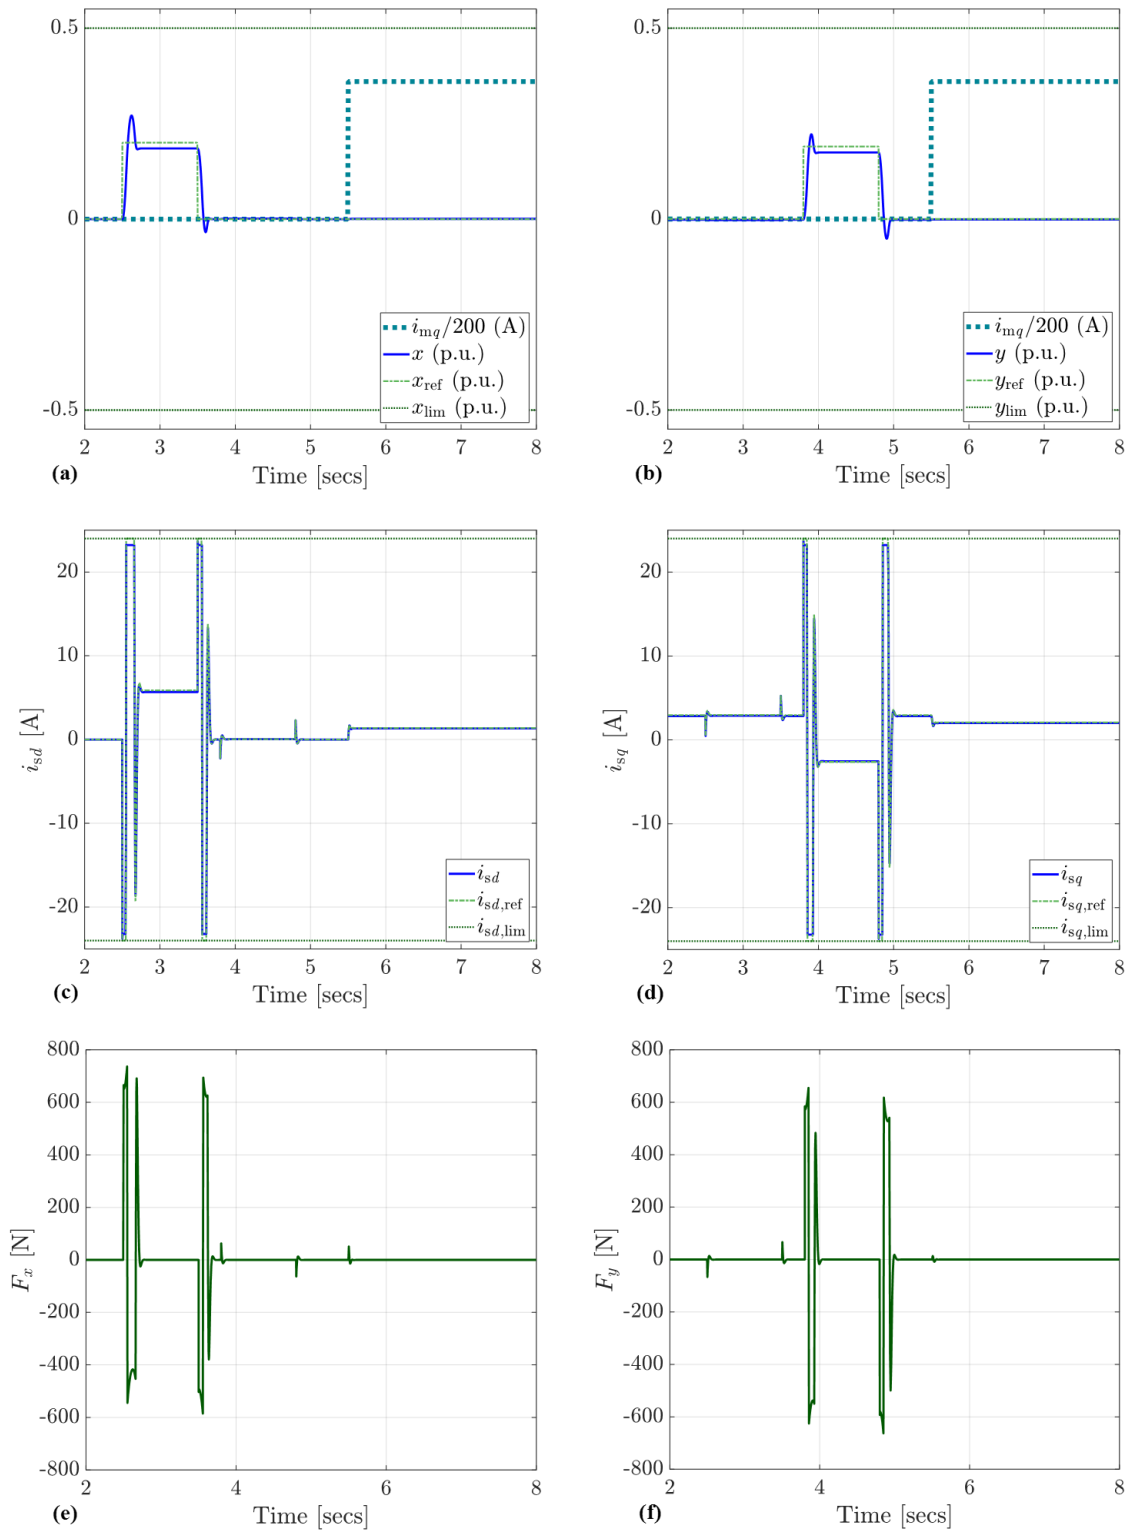 0.5
0
-0.5
i_mq/200 (A)
x (p.u.)
x_ref (p.u.)
x_lim (p.u.)
2 3 4 5 6 7 8
(a) Time [secs]
0.5
0
-0.5
i_mq/200 (A)
y (p.u.)
y_ref (p.u.)
y_lim (p.u.)
2 3 4 5 6 7 8
(b) Time [secs]
20
10
0
-10
-20
i_sd [A]
i_sd
i_sd,ref
i_sd,lim
2 3 4 5 6 7 8
(c) Time [secs]
20
10
0
-10
-20
i_sq [A]
i_sq
i_sq,ref
i_sq,lim
2 3 4 5 6 7 8
(d) Time [secs]
800
600
400
200
0
-200
-400
-600
-800
F_x [N]
2 4 6 8
(e) Time [secs]
800
600
400
200
0
-200
-400
-600
-800
F_y [N]
2 4 6 8
(f) Time [secs]